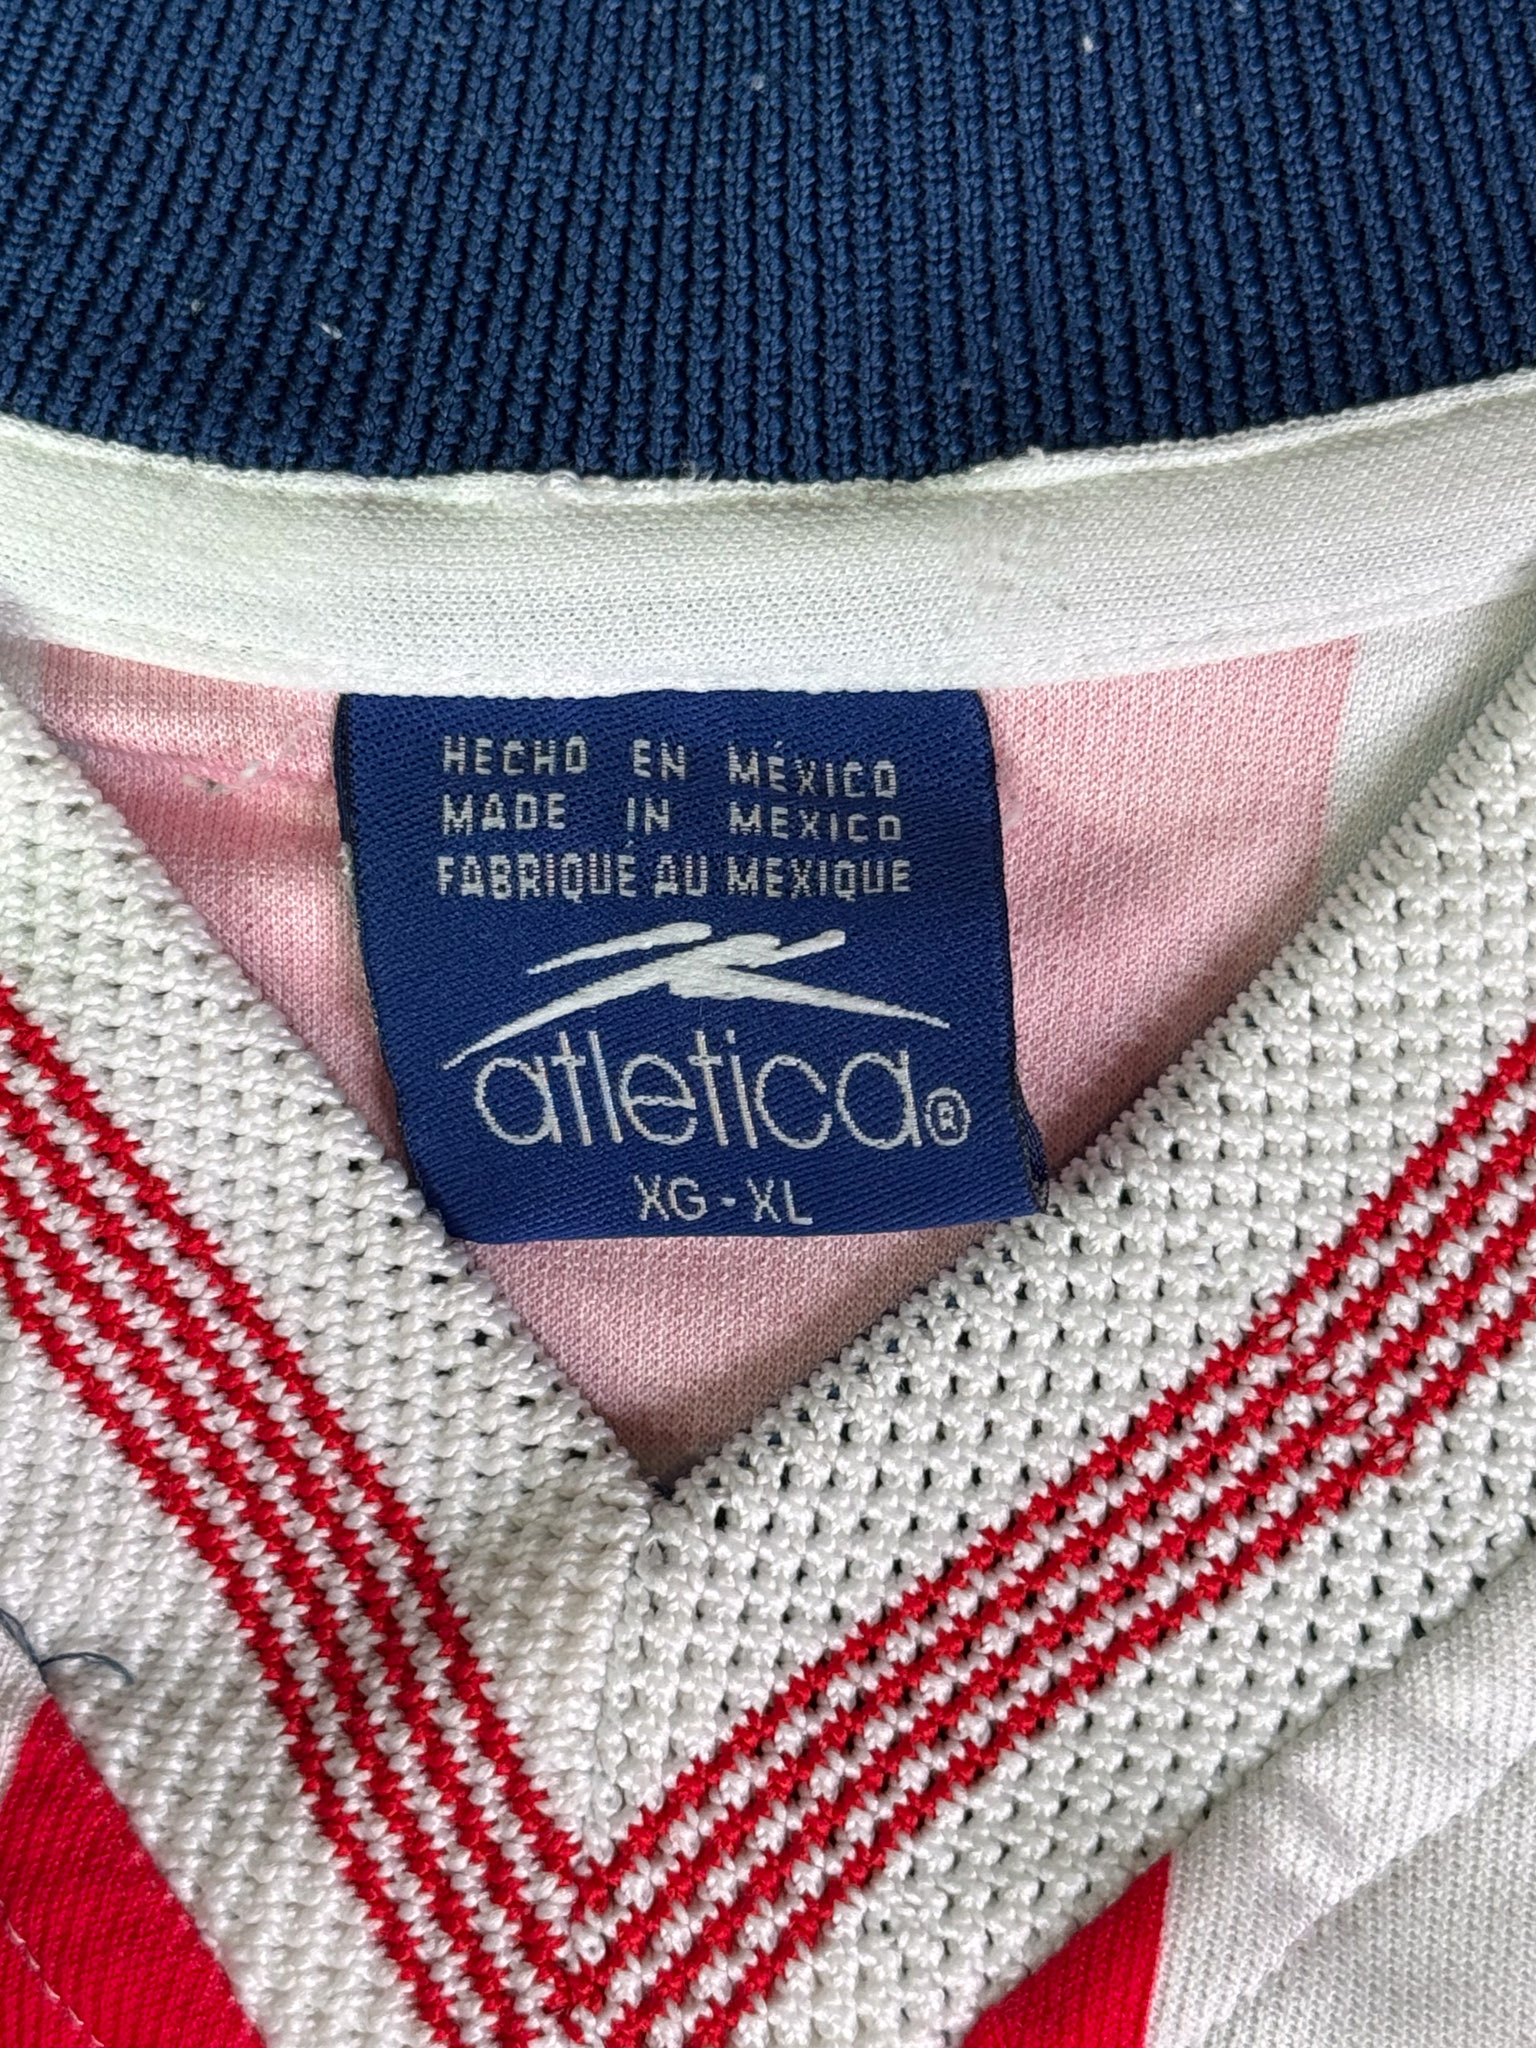 HECHO EN MÉXICO
MADE IN MEXICO
FABRIQUÉ AU MEXIQUE
atletica®
XG - XL